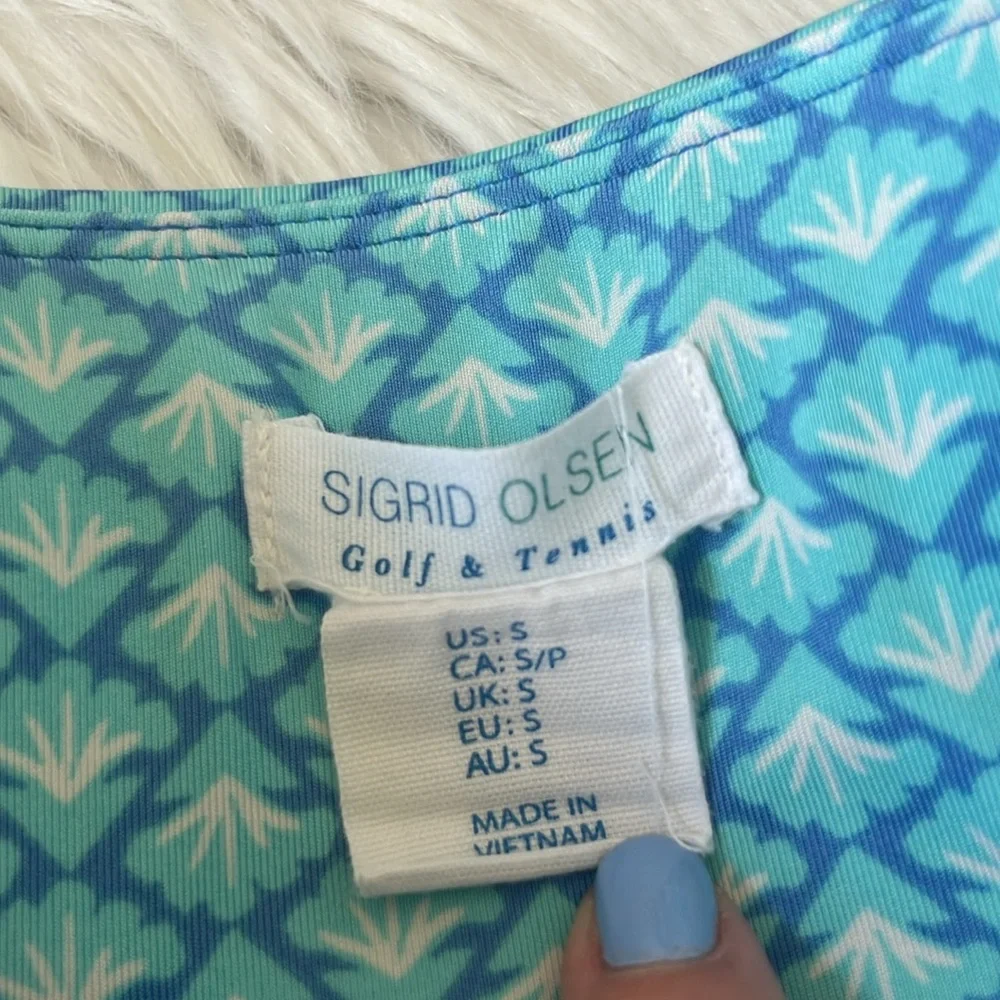 SIGRID OLSEN
Golf & Tennis
US: S
CA: S/P
UK: S
EU: S
AU: S
MADE IN
VIETNAM